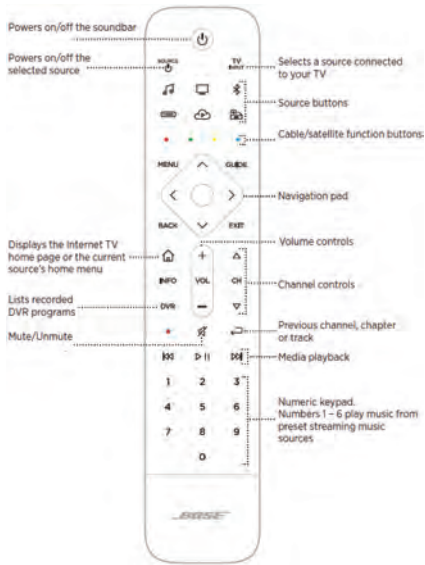 Powers on/off the soundbar
Powers on/off the
selected source
SOURCE
TV
INPUT
Selects a source connected
to your TV
Source buttons
Cable/satellite function buttons
MENU
GUIDE
Navigation pad
BACK
EXIT
Displays the Internet TV
home page or the current
source's home menu
Volume controls
+
INFO
VOL
CH
Channel controls
Lists recorded
DVR programs
DVR
−
Mute/Unmute
Previous channel, chapter
or track
Media playback
1 2 3
4 5 6
7 8 9
0
Numeric keypad.
Numbers 1 – 6 play music from
preset streaming music
sources
BOSE